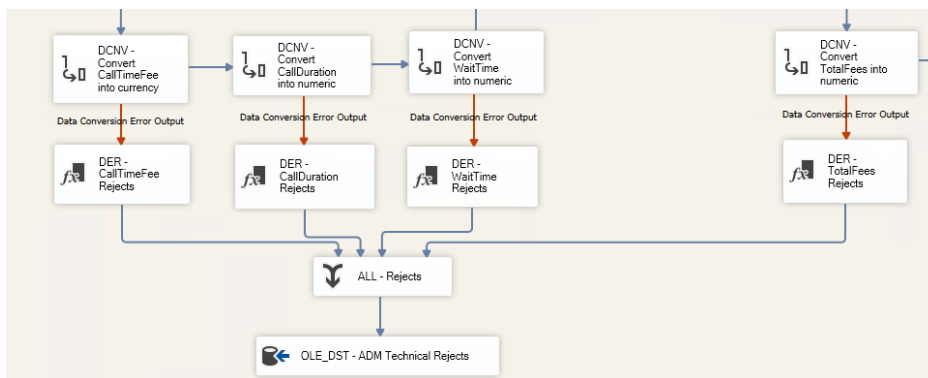 DCNV -
Convert
CallTimeFee
into currency
DCNV -
Convert
CallDuration
into numeric
DCNV -
Convert
WaitTime
into numeric
DCNV -
Convert
TotalFees into
numeric
Data Conversion Error Output
Data Conversion Error Output
Data Conversion Error Output
Data Conversion Error Output
DER -
CallTimeFee
Rejects
DER -
CallDuration
Rejects
DER -
WaitTime
Rejects
DER -
TotalFees
Rejects
ALL - Rejects
OLE_DST - ADM Technical Rejects